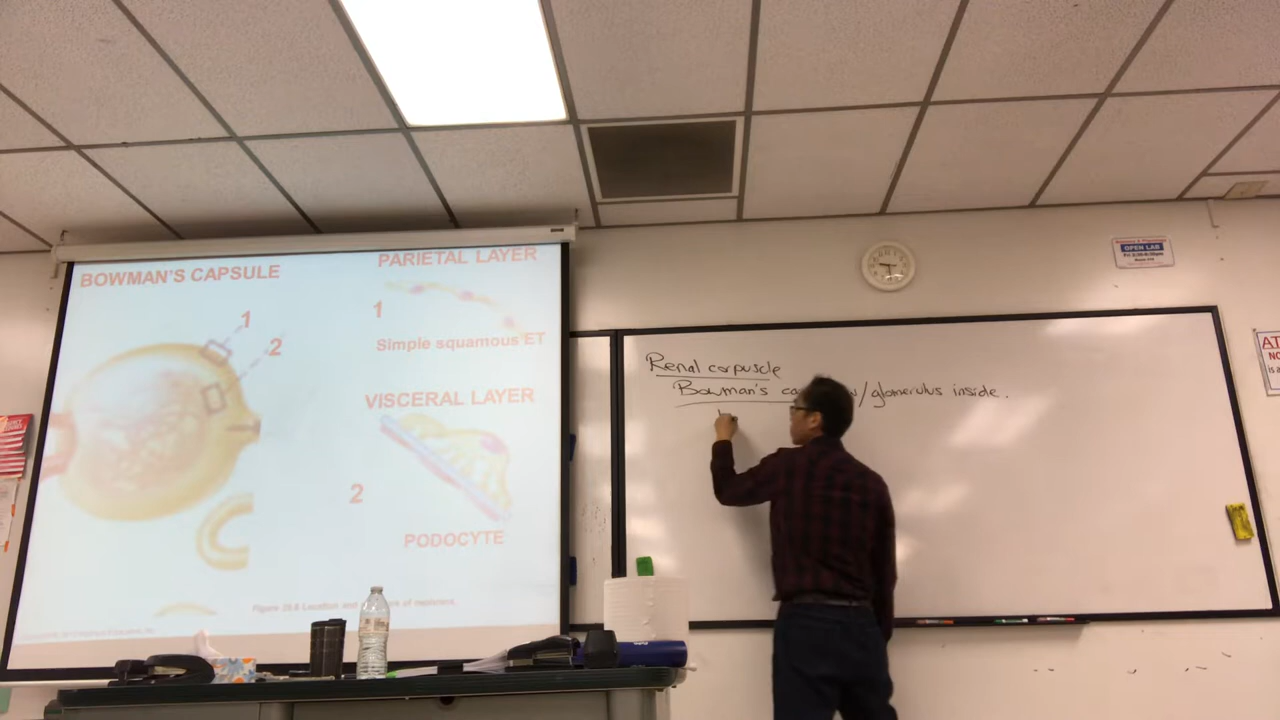 BOWMAN'S CAPSULE
PARIETAL LAYER
1
1
2
Simple squamous ET
VISCERAL LAYER
2
PODOCYTE
Renal corpuscle
Bowman's w/glomerulus inside.
OPEN LAB